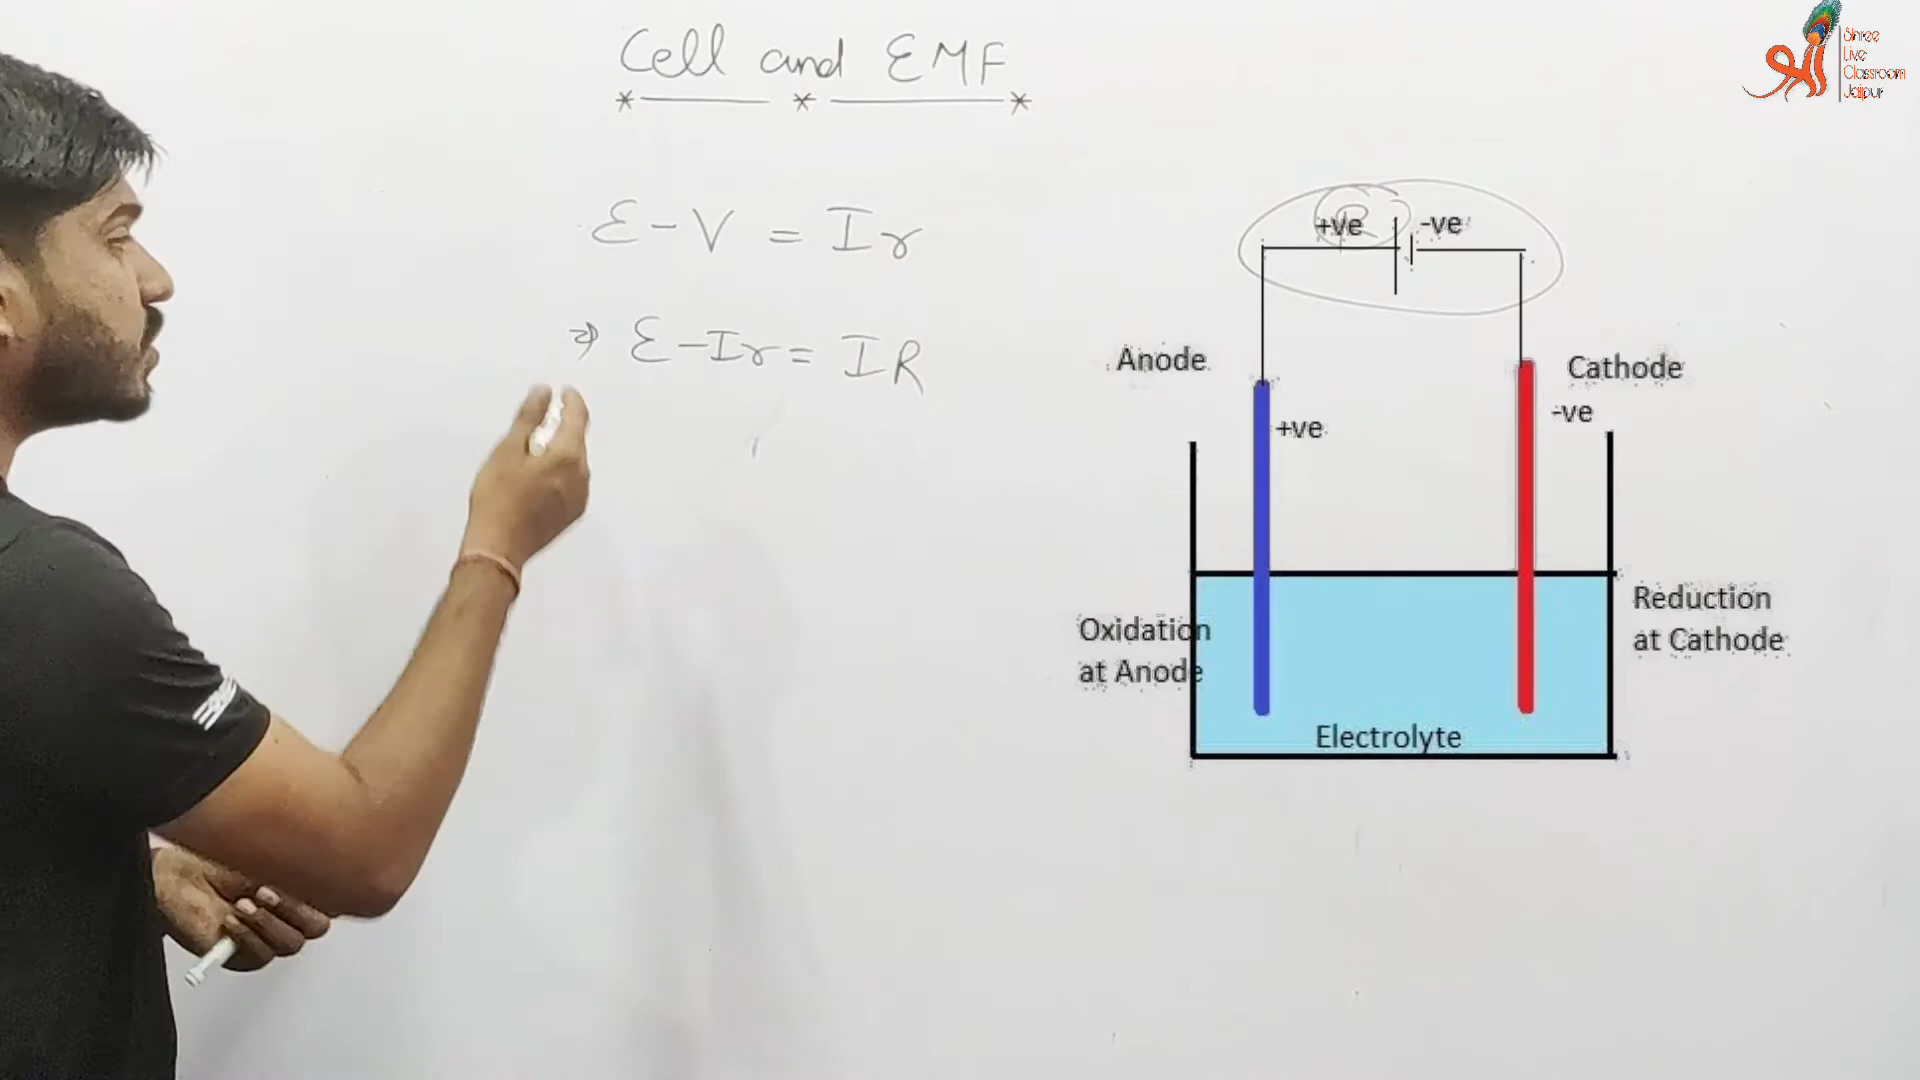 Cell and EMF
ε - V = Ir
⇒ ε - Ir = IR
Shree
Live
Classroom
Jaipur
श्री
R
+ve -ve
Anode
Cathode
+ve
-ve
Oxidation
at Anode
Reduction
at Cathode
Electrolyte